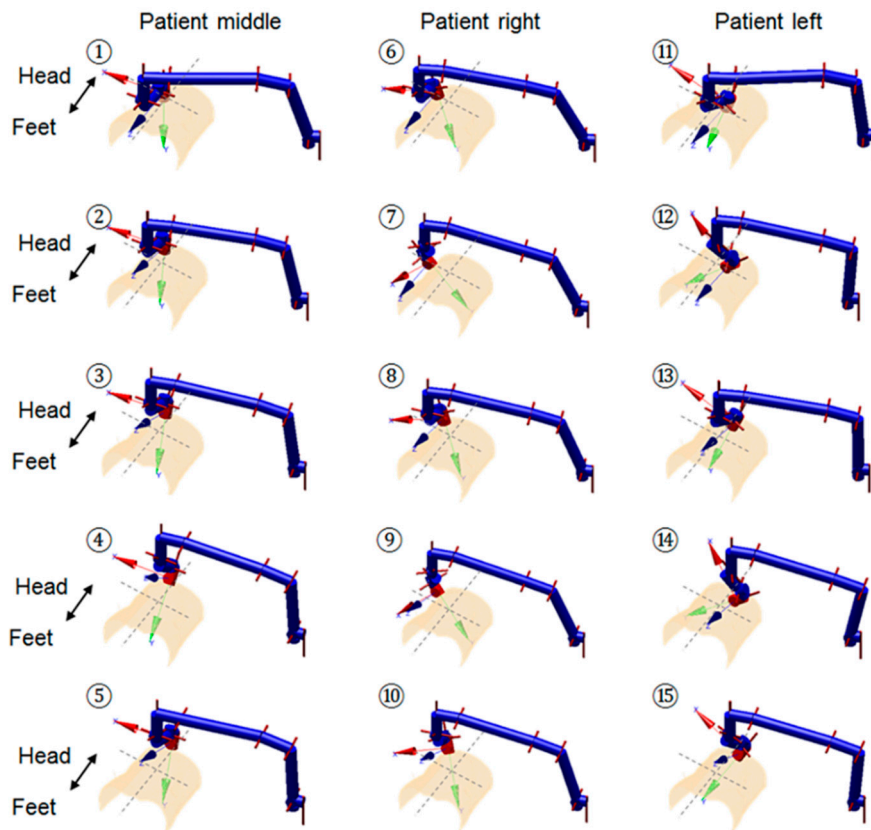 Patient middle Patient right Patient left
① ⑥ ⑪
Head
Feet
② ⑦ ⑫
Head
Feet
③ ⑧ ⑬
Head
Feet
④ ⑨ ⑭
Head
Feet
⑤ ⑩ ⑮
Head
Feet